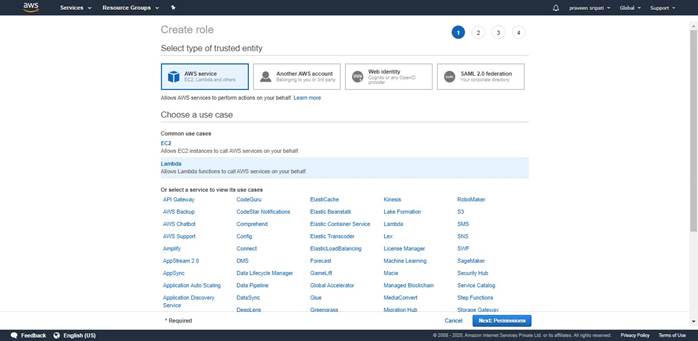 aws
Services
Resource Groups
praveen sripati
Global
Support
Create role
1
2
3
4
Select type of trusted entity
AWS service
EC2, Lambda and others
Another AWS account
Belonging to you or 3rd party
Web identity
Cognito or any OpenID
provider
SAML 2.0 federation
Your corporate directory
Allows AWS services to perform actions on your behalf. Learn more
Choose a use case
Common use cases
EC2
Allows EC2 instances to call AWS services on your behalf.
Lambda
Allows Lambda functions to call AWS services on your behalf.
Or select a service to view its use cases
API Gateway CodeGuru ElastiCache Kinesis RoboMaker
AWS Backup CodeStar Notifications Elastic Beanstalk Lake Formation S3
AWS Chatbot Comprehend Elastic Container Service Lambda SMS
AWS Support Config Elastic Transcoder Lex SNS
Amplify Connect ElasticLoadBalancing License Manager SWF
AppStream 2.0 DMS Forecast Machine Learning SageMaker
AppSync Data Lifecycle Manager GameLift Macie Security Hub
Application Auto Scaling Data Pipeline Global Accelerator Managed Blockchain Service Catalog
Application Discovery Service DataSync Glue MediaConvert Step Functions
DeepLens Greengrass Migration Hub Storage Gateway
* Required
Cancel
Next: Permissions
Feedback
English (US)
© 2008 - 2020, Amazon Internet Services Private Ltd. or its affiliates. All rights reserved.
Privacy Policy
Terms of Use